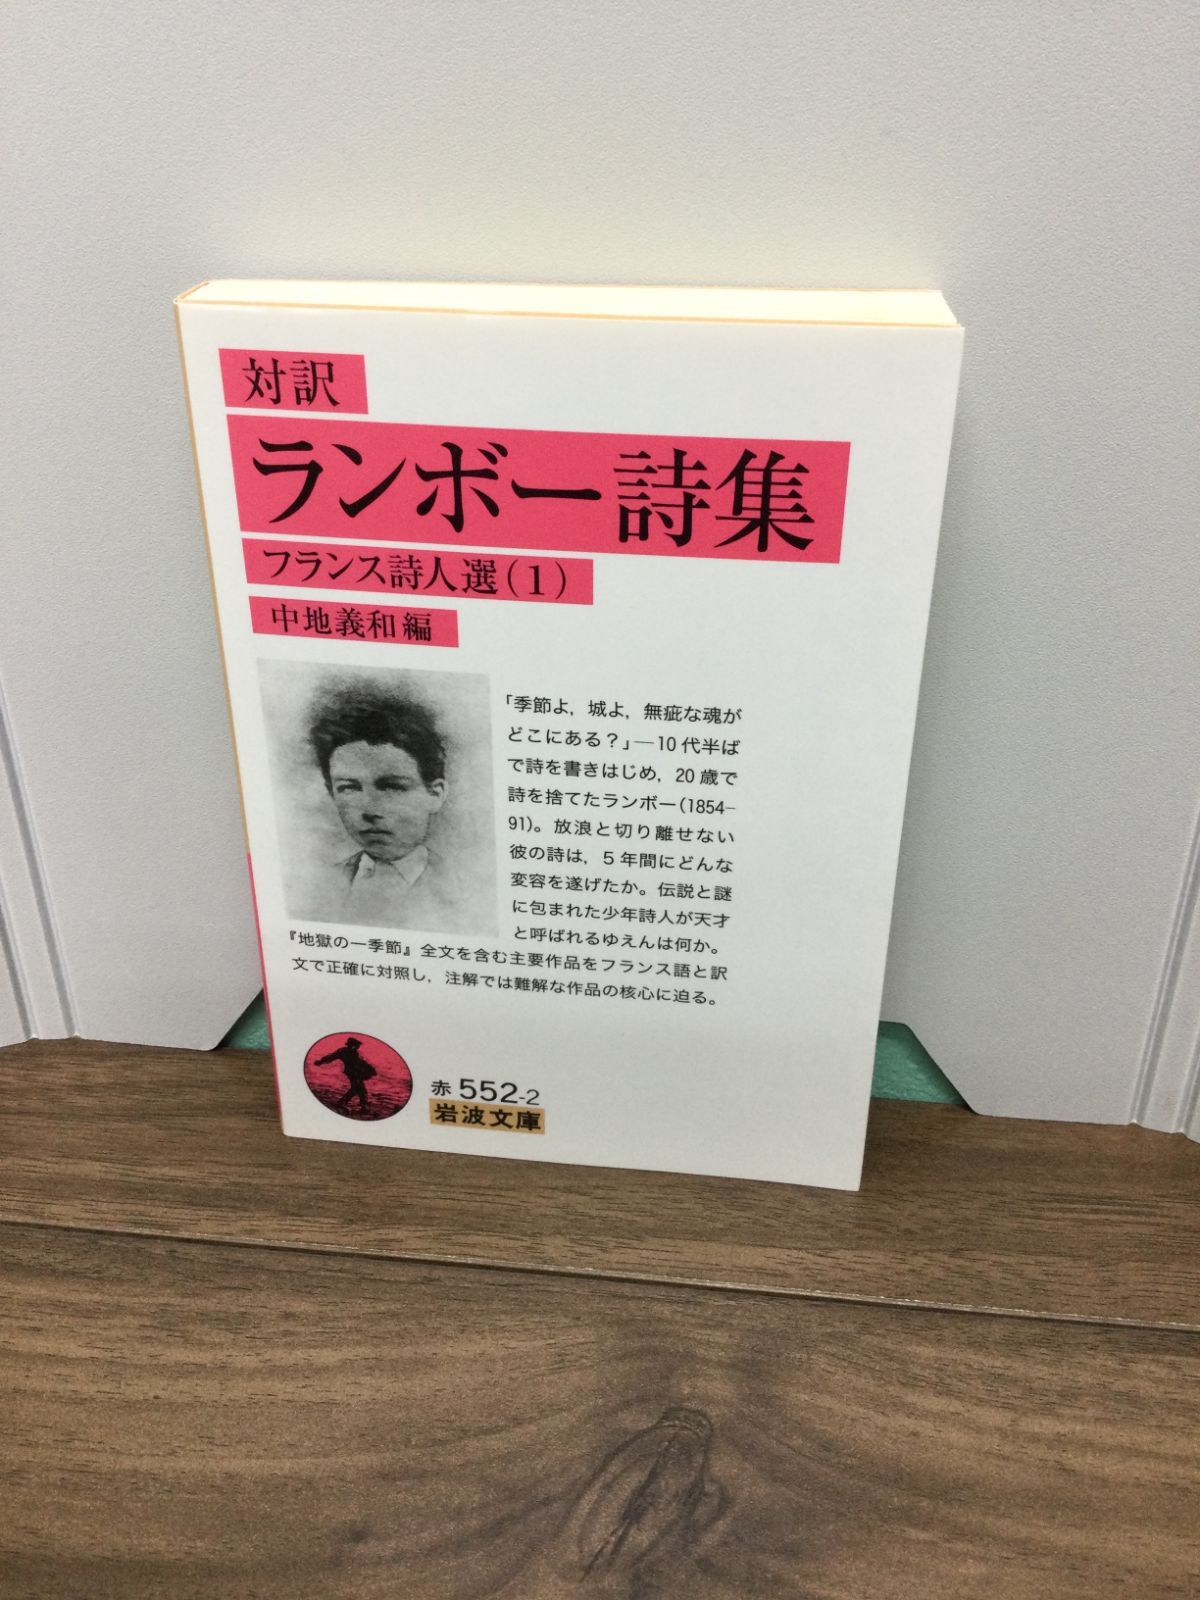 対訳
ランボー詩集
フランス詩人選(1)
中地義和編
「季節よ，城よ，無疵な魂が
どこにある？」―10代半ば
で詩を書きはじめ，20歳で
詩を捨てたランボー(1854–
91)。放浪と切り離せない
彼の詩は，5年間にどんな
変容を遂げたか。伝説と謎
に包まれた少年詩人が天才
と呼ばれるゆえんは何か。
『地獄の一季節』全文を含む主要作品をフランス語と訳
文で正確に対照し，注解では難解な作品の核心に迫る。
赤 552-2
岩波文庫